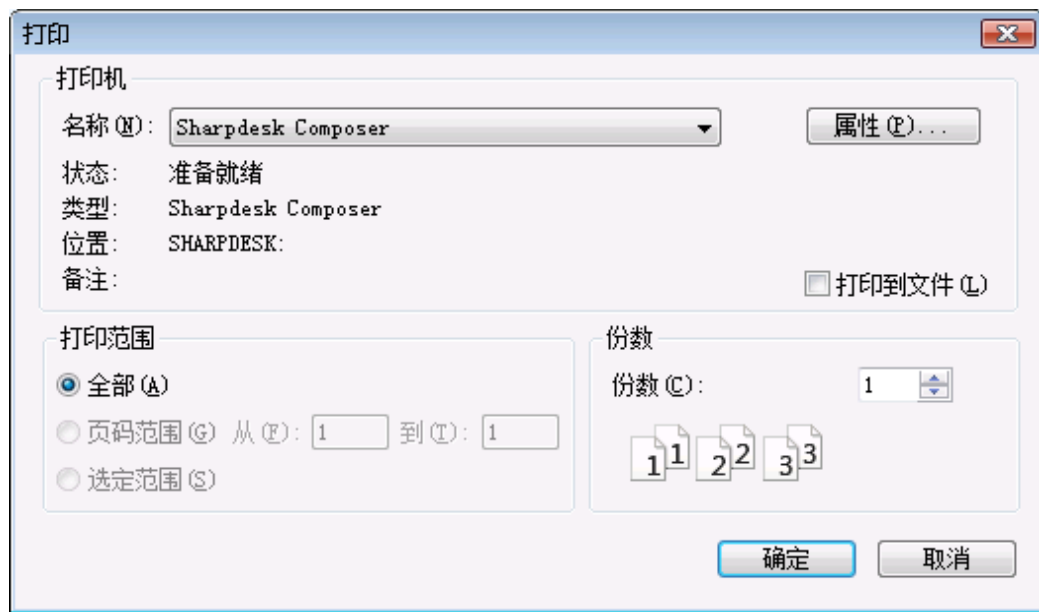 打印
打印机
名称(N): Sharpdesk Composer 属性(P)...
状态: 准备就绪
类型: Sharpdesk Composer
位置: SHARPDESK:
备注:
打印到文件(L)
打印范围
全部(A)
页码范围(G) 从(F): 1 到(T): 1
选定范围(S)
份数
份数(C): 1
1 1 2 2 3 3
确定 取消